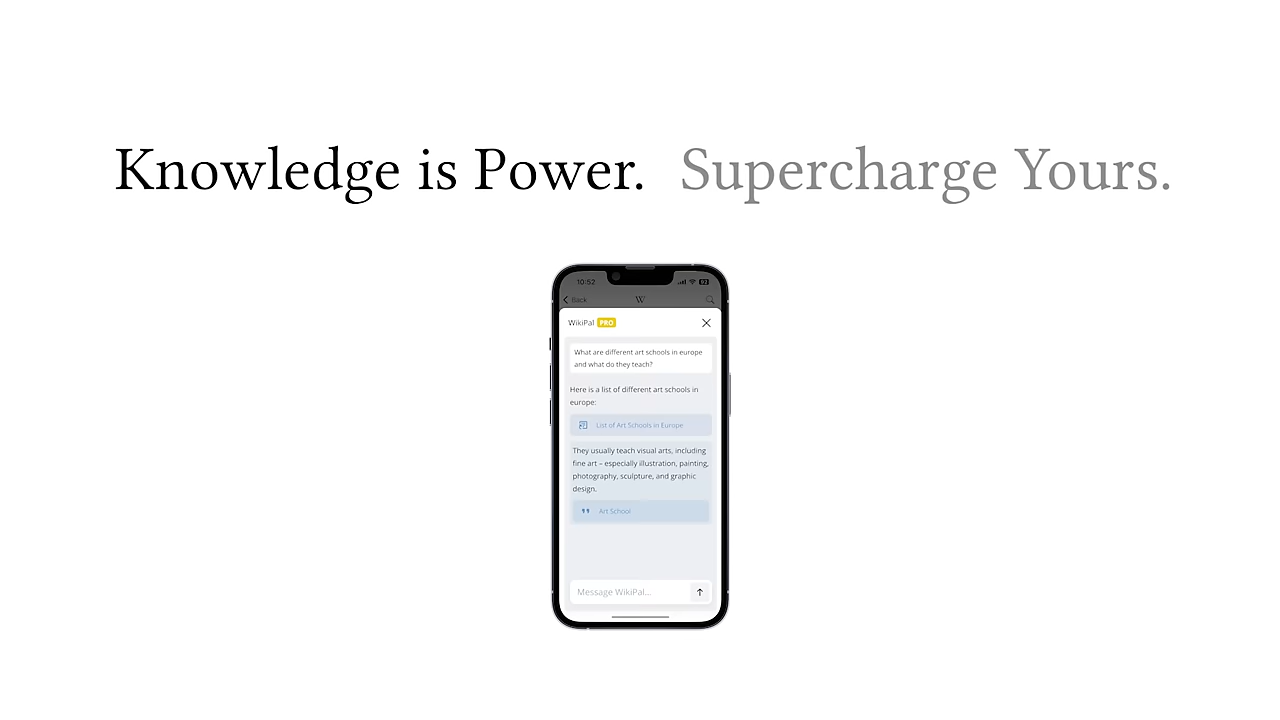 Knowledge is Power. Supercharge Yours.
10:52
92
Back
W
WikiPal PRO
What are different art schools in europe
and what do they teach?
Here is a list of different art schools in
europe:
List of Art Schools in Europe
They usually teach visual arts, including
fine art – especially illustration, painting,
photography, sculpture, and graphic
design.
Art School
Message WikiPal...